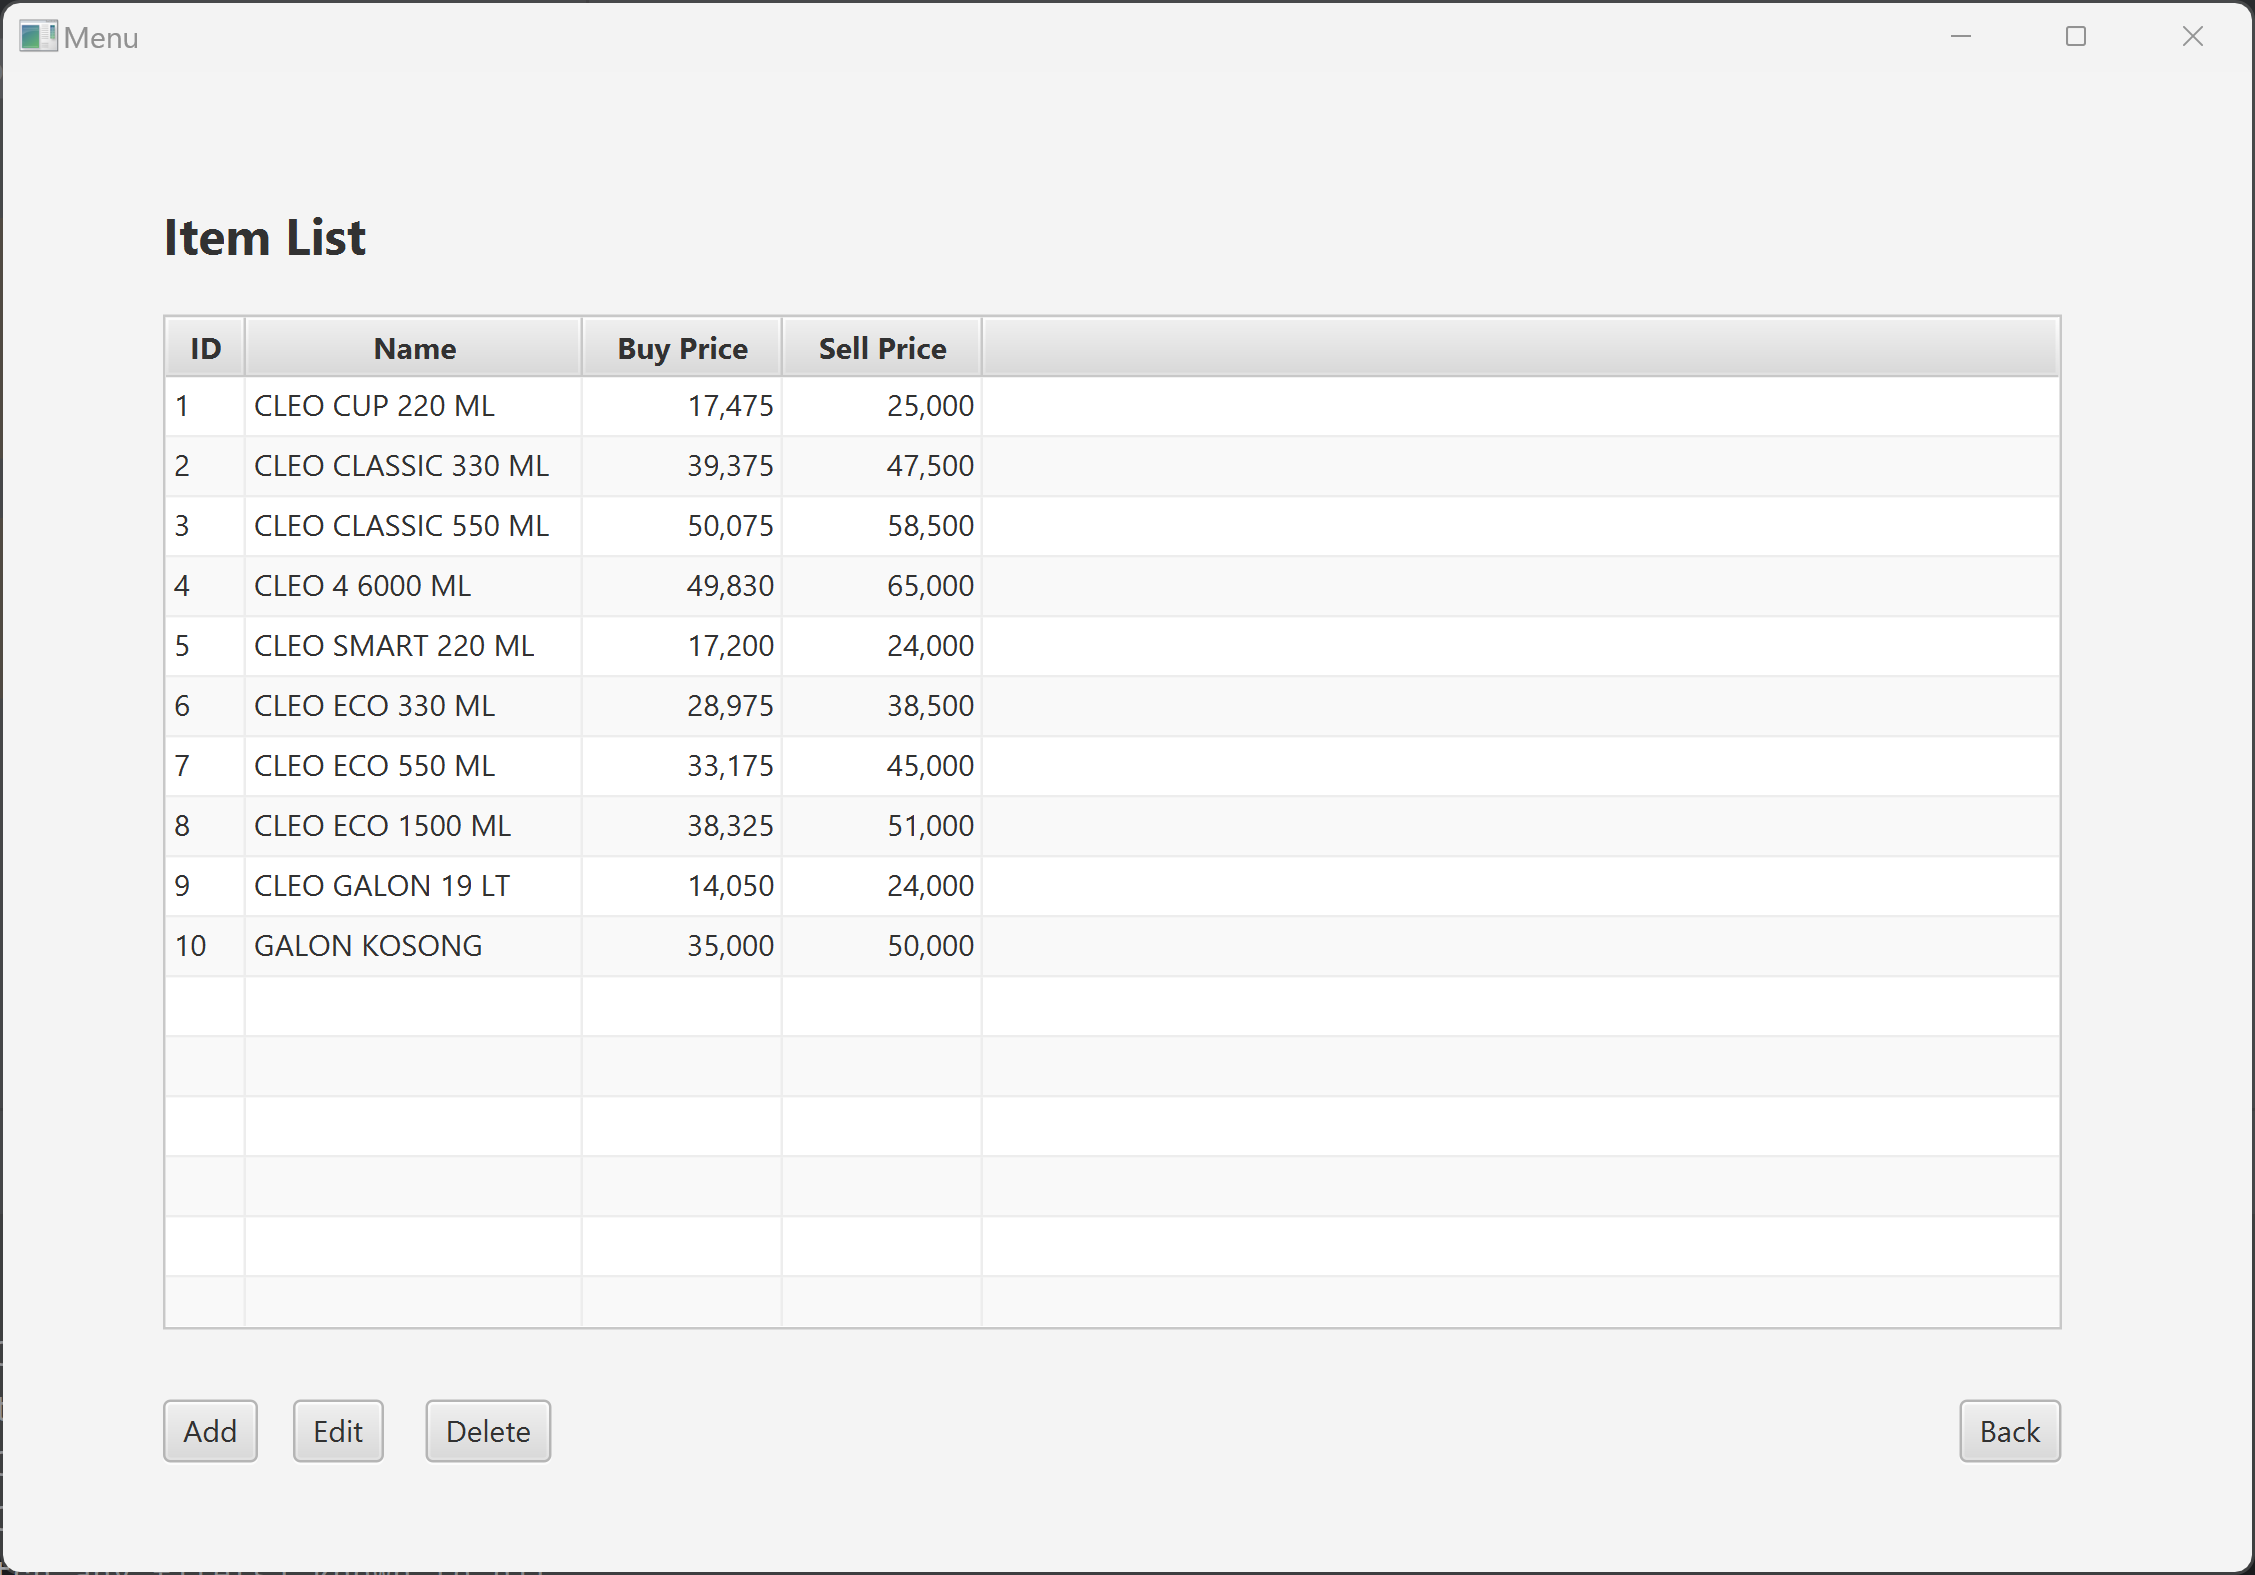 Menu
Item List
ID Name Buy Price Sell Price
1 CLEO CUP 220 ML 17,475 25,000
2 CLEO CLASSIC 330 ML 39,375 47,500
3 CLEO CLASSIC 550 ML 50,075 58,500
4 CLEO 4 6000 ML 49,830 65,000
5 CLEO SMART 220 ML 17,200 24,000
6 CLEO ECO 330 ML 28,975 38,500
7 CLEO ECO 550 ML 33,175 45,000
8 CLEO ECO 1500 ML 38,325 51,000
9 CLEO GALON 19 LT 14,050 24,000
10 GALON KOSONG 35,000 50,000
Add Edit Delete Back